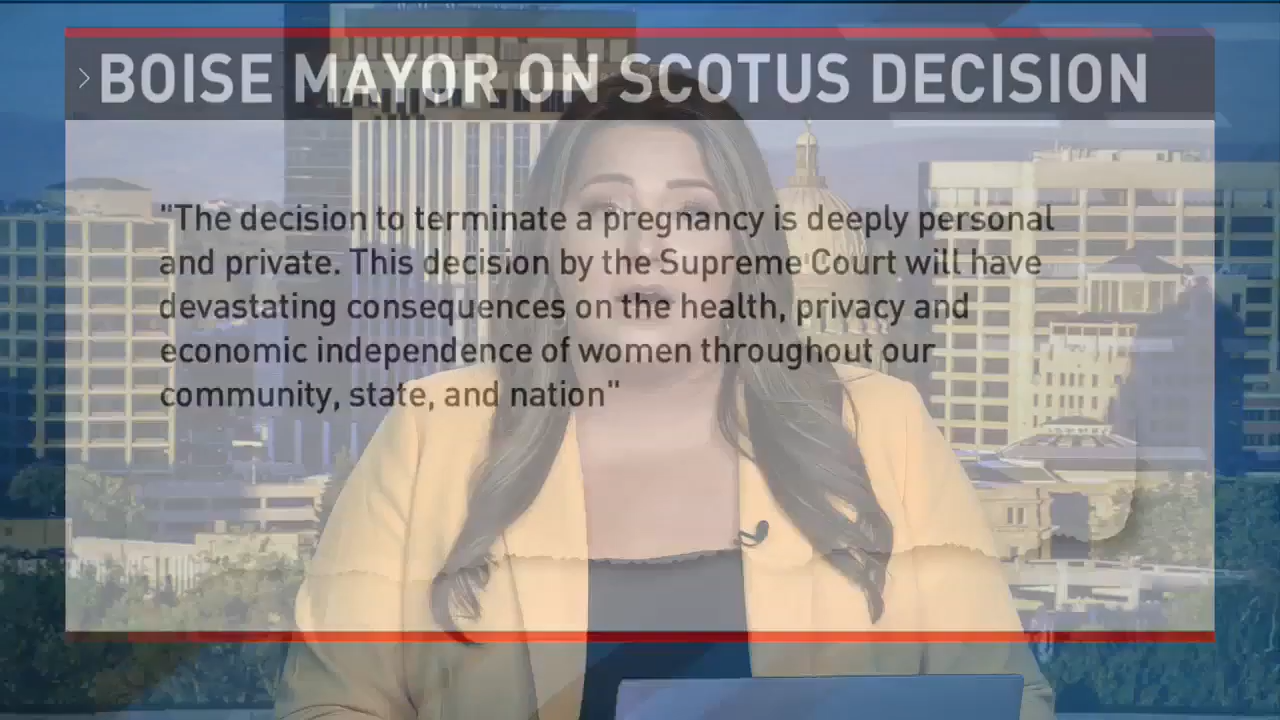 > BOISE MAYOR ON SCOTUS DECISION
"The decision to terminate a pregnancy is deeply personal
and private. This decision by the Supreme Court will have
devastating consequences on the health, privacy and
economic independence of women throughout our
community, state, and nation"